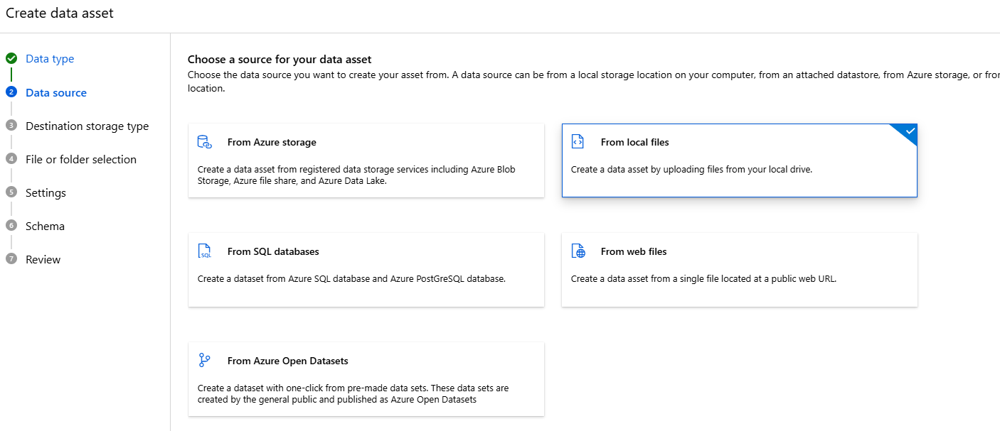 Create data asset
Data type
2
Data source
3
Destination storage type
4
File or folder selection
5
Settings
6
Schema
7
Review
Choose a source for your data asset
Choose the data source you want to create your asset from. A data source can be from a local storage location on your computer, from an attached datastore, from Azure storage, or from
location.
From Azure storage
Create a data asset from registered data storage services including Azure Blob
Storage, Azure file share, and Azure Data Lake.
From local files
Create a data asset by uploading files from your local drive.
SQL
From SQL databases
Create a dataset from Azure SQL database and Azure PostGreSQL database.
From web files
Create a data asset from a single file located at a public web URL.
From Azure Open Datasets
Create a dataset with one-click from pre-made data sets. These data sets are
created by the general public and published as Azure Open Datasets